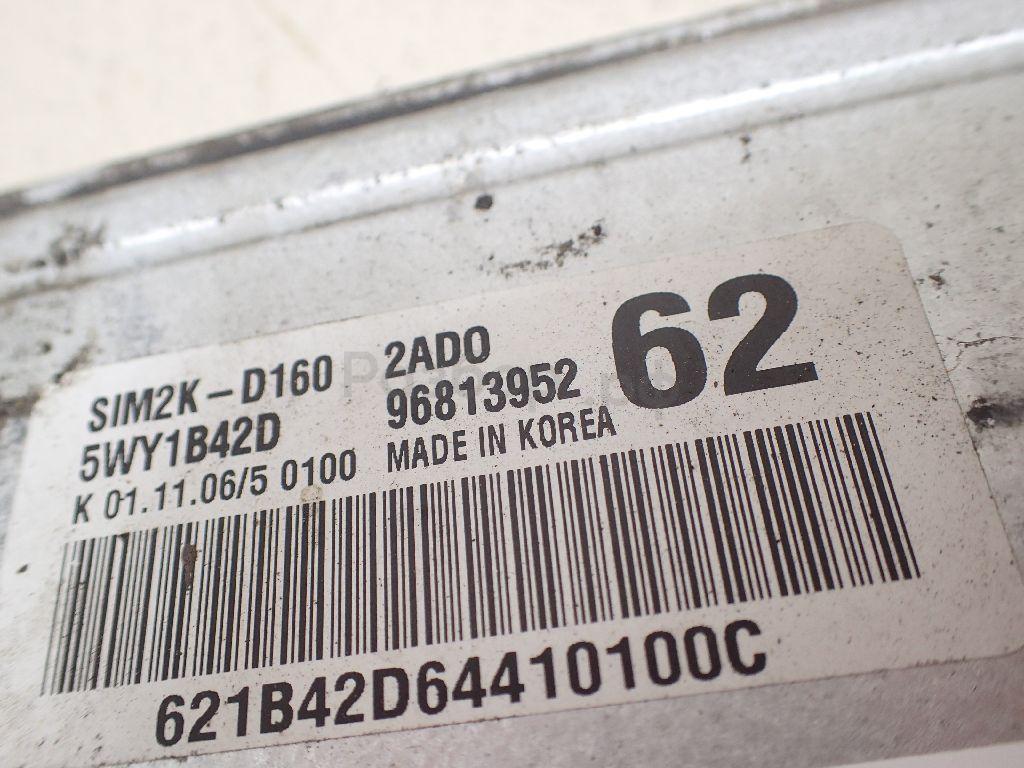 SIM2K-D160 2ADO 62
5WY1B42D 96813952
K 01.11.06/5 0100 MADE IN KOREA
621B42D64410100C